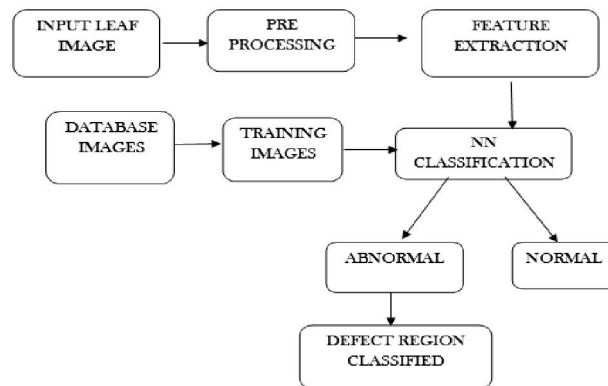 INPUT LEAF
IMAGE
PRE
PROCESSING
FEATURE
EXTRACTION
DATABASE
IMAGES
TRAINING
IMAGES
NN
CLASSIFICATION
ABNORMAL
NORMAL
DEFECT REGION
CLASSIFIED